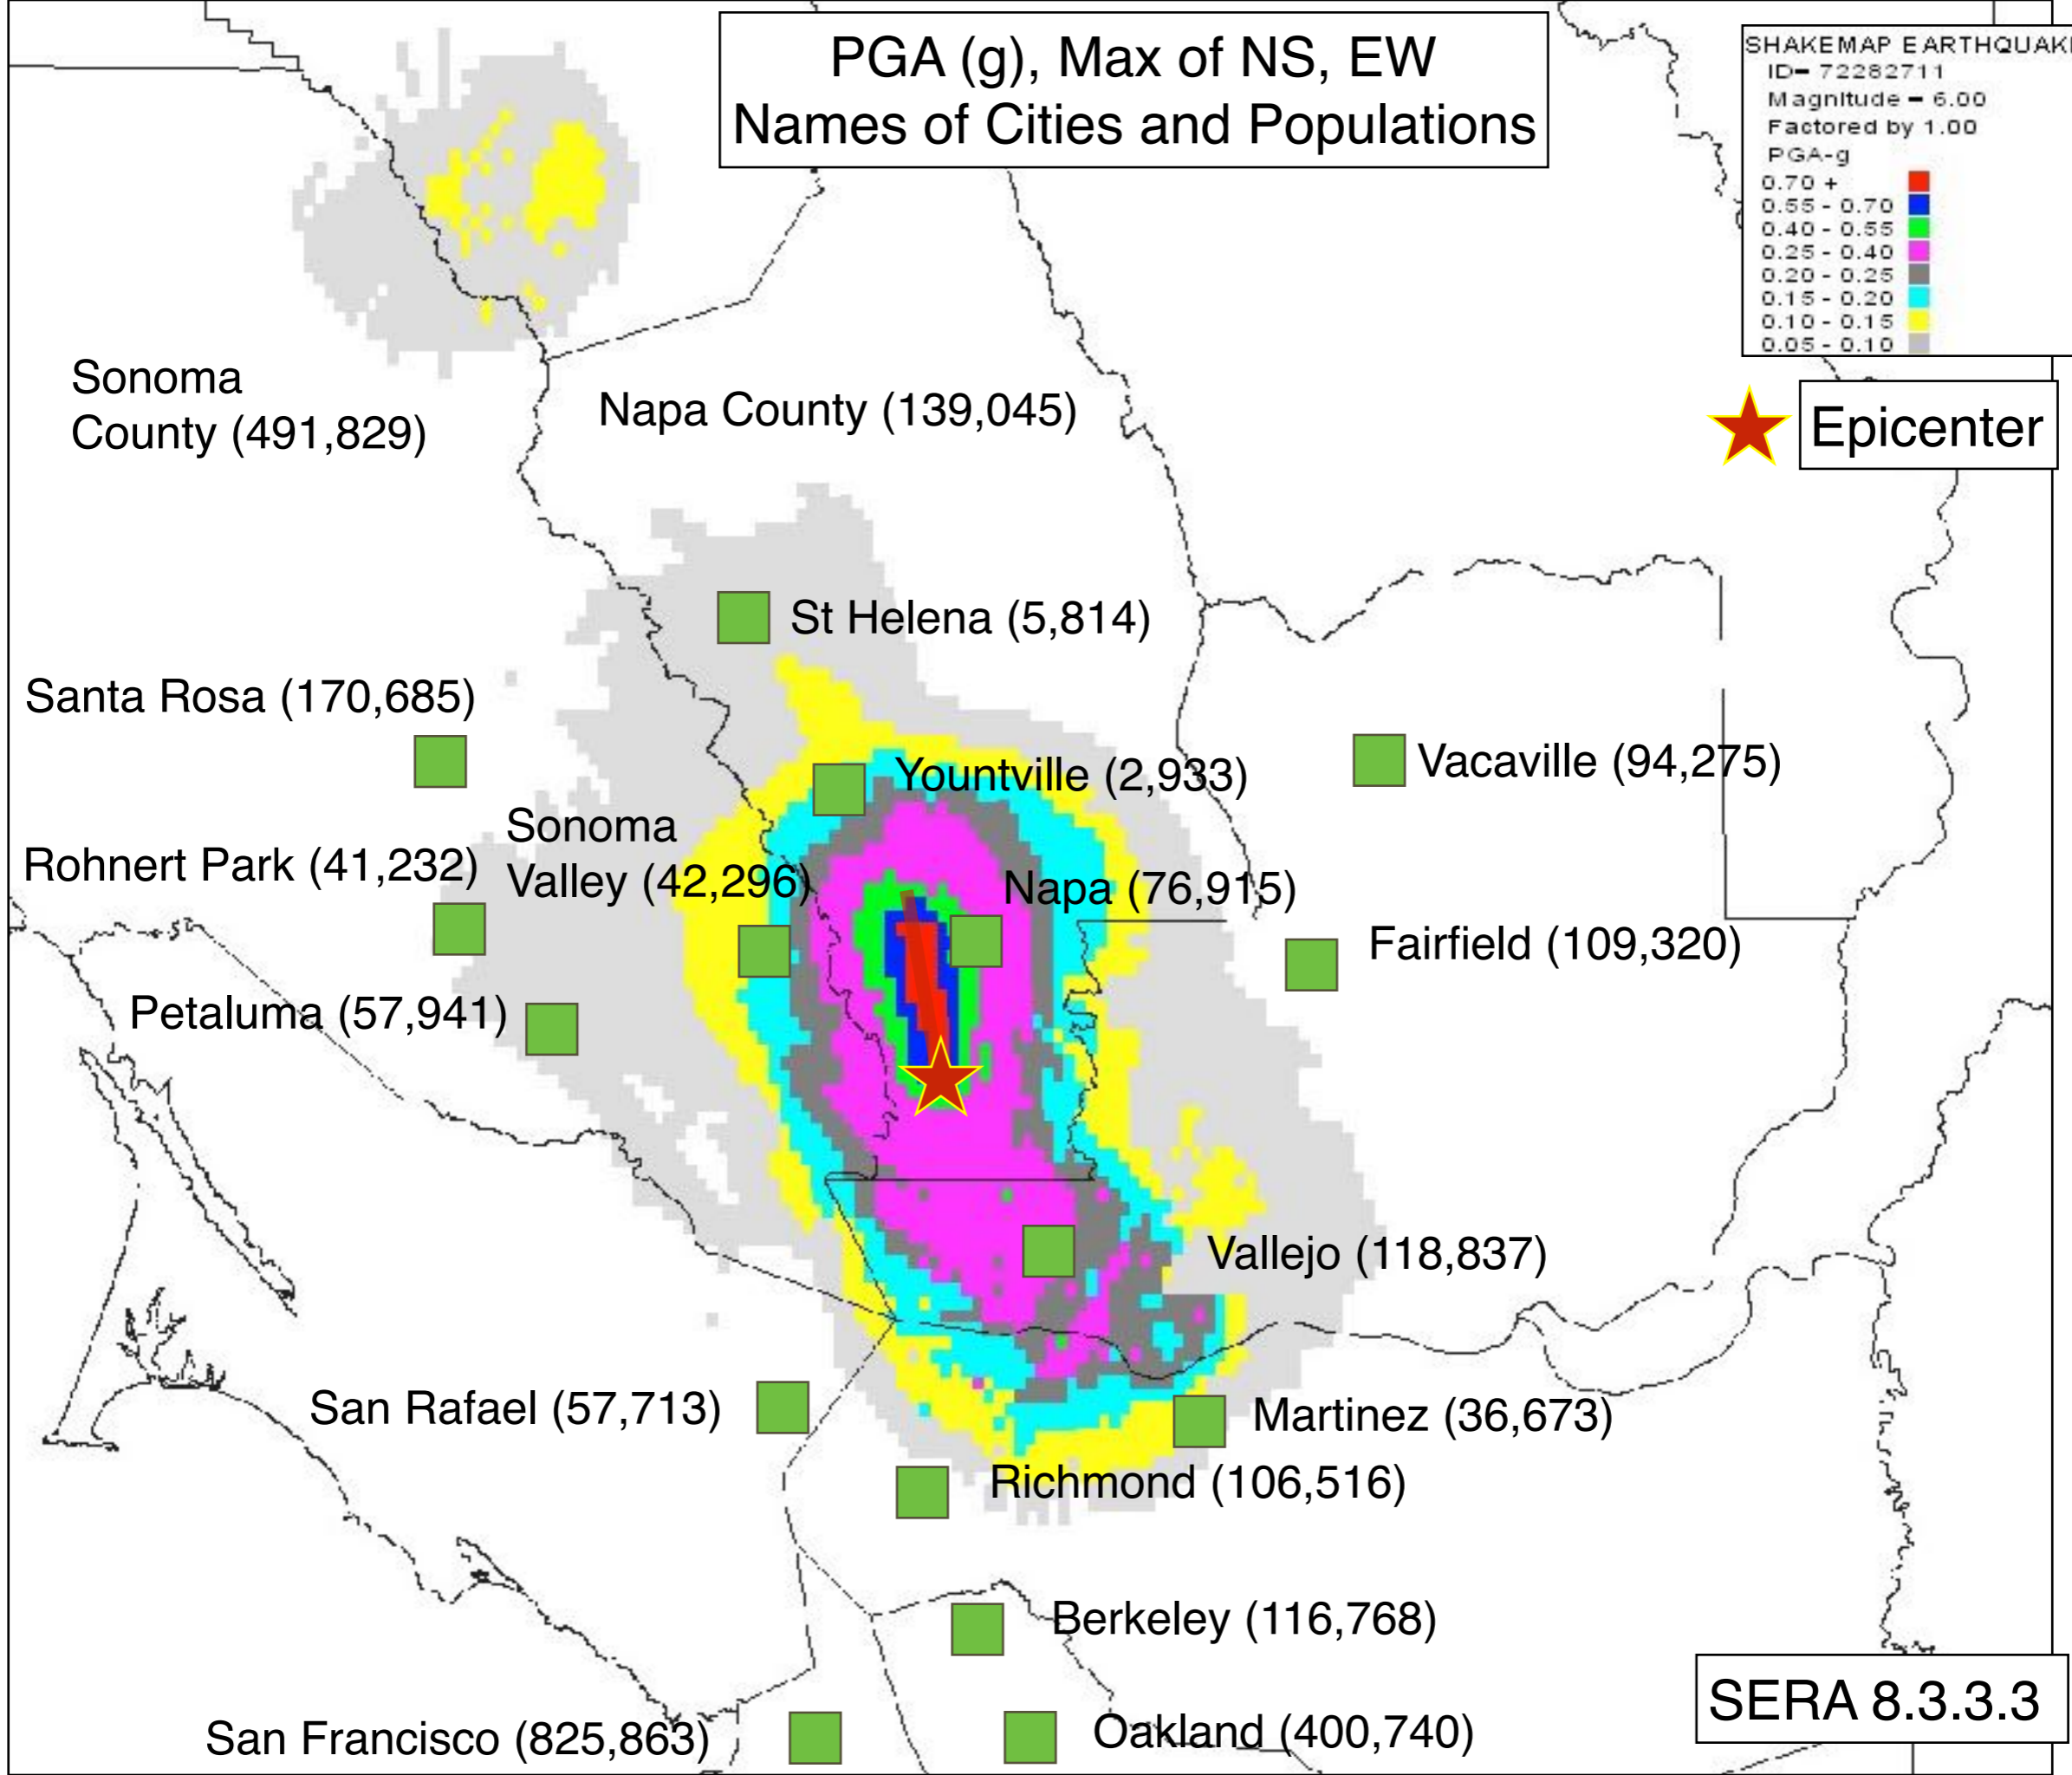 PGA (g), Max of NS, EW
Names of Cities and Populations
SHAKEMAP EARTHQUAKE
ID= 72282711
Magnitude = 6.00
Factored by 1.00
PGA-g
0.70 +
0.55 - 0.70
0.40 - 0.55
0.25 - 0.40
0.20 - 0.25
0.15 - 0.20
0.10 - 0.15
0.05 - 0.10
Epicenter
Sonoma
County (491,829)
Napa County (139,045)
St Helena (5,814)
Santa Rosa (170,685)
Yountville (2,933)
Vacaville (94,275)
Sonoma
Valley (42,296)
Rohnert Park (41,232)
Napa (76,915)
Fairfield (109,320)
Petaluma (57,941)
Vallejo (118,837)
San Rafael (57,713)
Martinez (36,673)
Richmond (106,516)
Berkeley (116,768)
San Francisco (825,863)
Oakland (400,740)
SERA 8.3.3.3